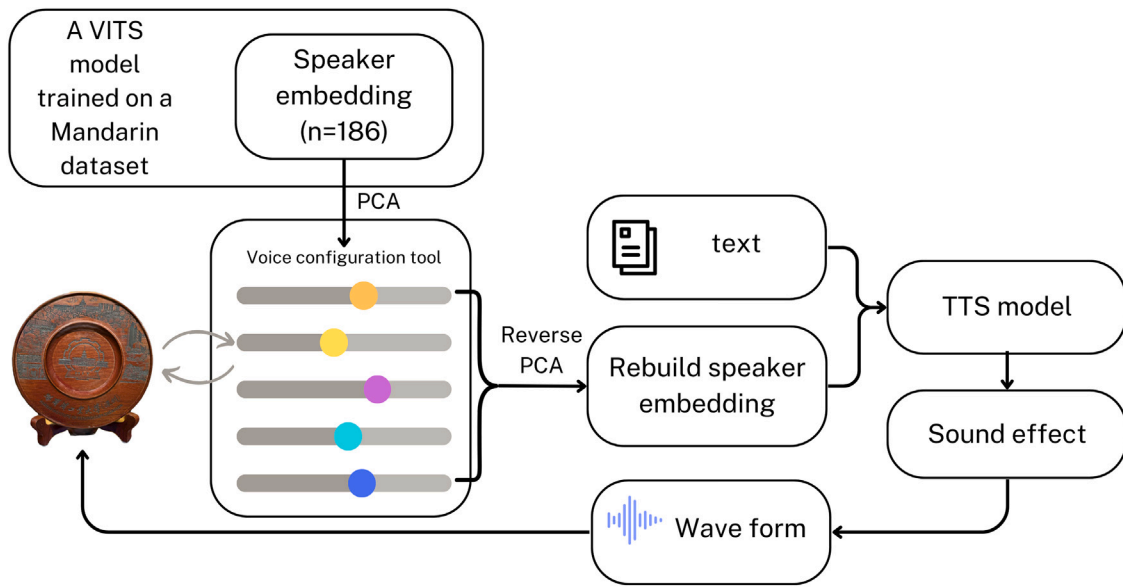 A VITS
model
trained on a
Mandarin
dataset
Speaker
embedding
(n=186)
PCA
Voice configuration tool
Reverse
PCA
text
Rebuild speaker
embedding
TTS model
Sound effect
Wave form